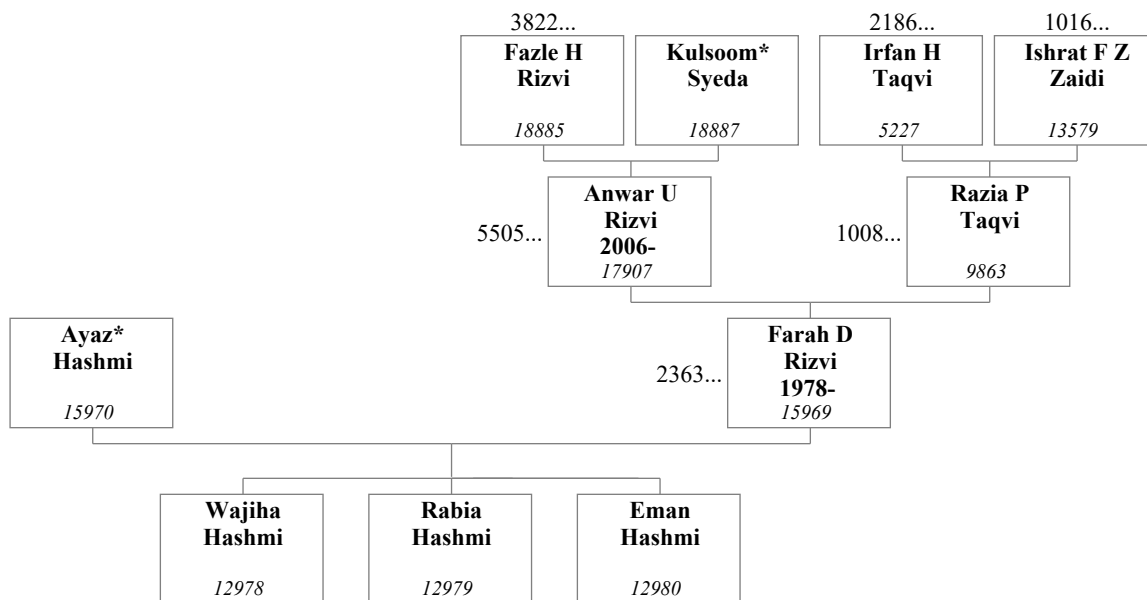 3822...
2186...
1016...
Fazle H
Rizvi
18885
Kulsoom*
Syeda
18887
Irfan H
Taqvi
5227
Ishrat F Z
Zaidi
13579
5505...
Anwar U
Rizvi
2006-
17907
1008...
Razia P
Taqvi
9863
Ayaz*
Hashmi
15970
2363...
Farah D
Rizvi
1978-
15969
Wajiha
Hashmi
12978
Rabia
Hashmi
12979
Eman
Hashmi
12980